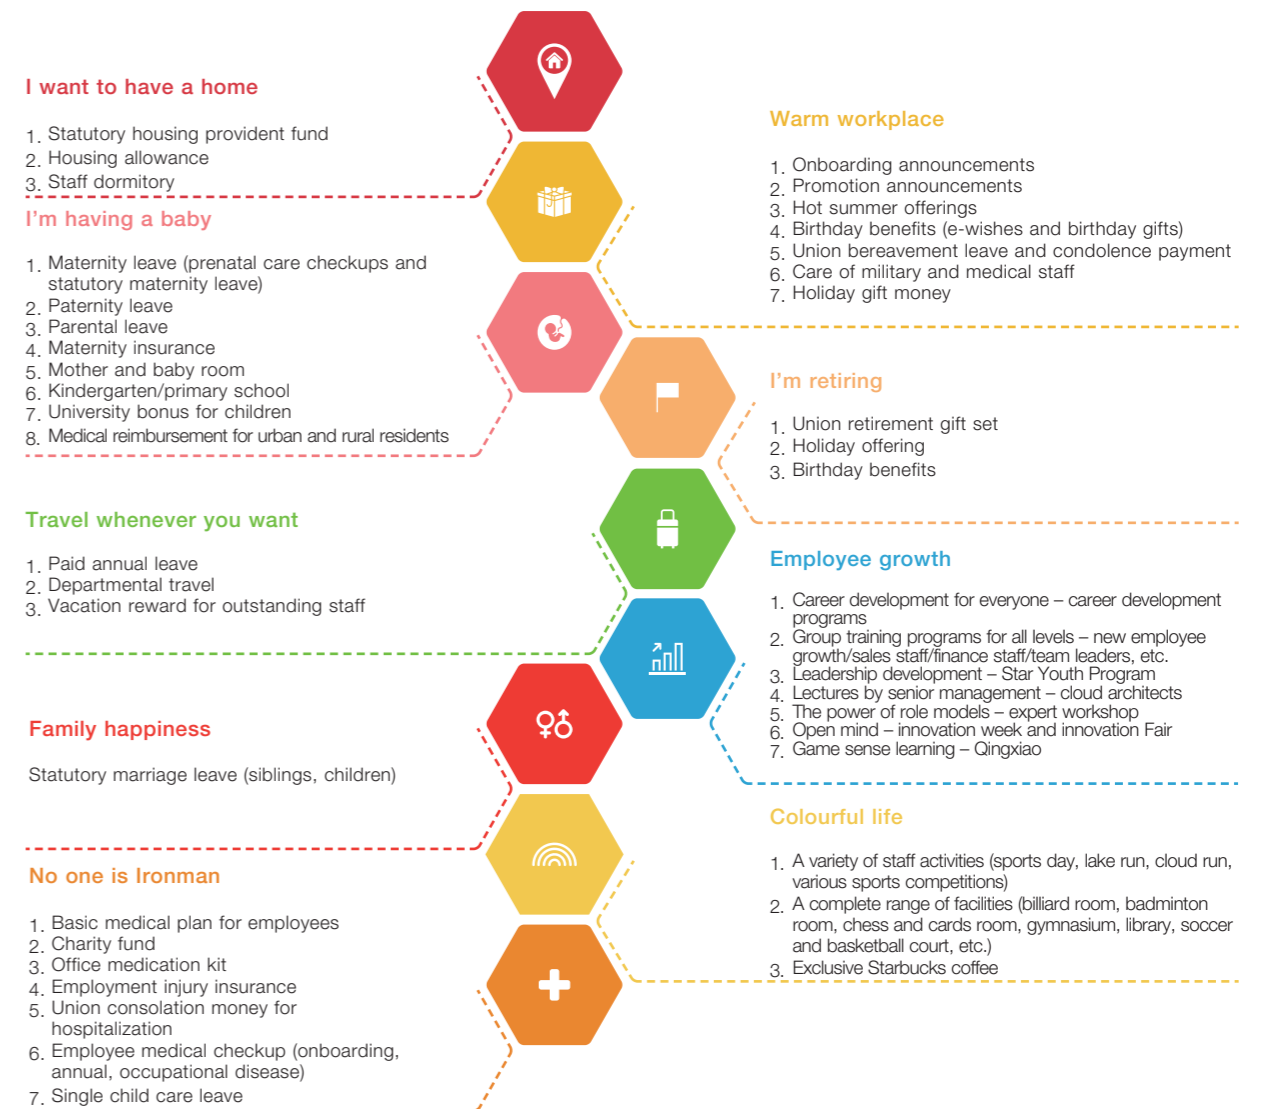 I want to have a home
1. Statutory housing provident fund
2. Housing allowance
3. Staff dormitory
I'm having a baby
1. Maternity leave (prenatal care checkups and
statutory maternity leave)
2. Paternity leave
3. Parental leave
4. Maternity insurance
5. Mother and baby room
6. Kindergarten/primary school
7. University bonus for children
8. Medical reimbursement for urban and rural residents
Travel whenever you want
1. Paid annual leave
2. Departmental travel
3. Vacation reward for outstanding staff
Family happiness
Statutory marriage leave (siblings, children)
No one is Ironman
1. Basic medical plan for employees
2. Charity fund
3. Office medication kit
4. Employment injury insurance
5. Union consolation money for
hospitalization
6. Employee medical checkup (onboarding,
annual, occupational disease)
7. Single child care leave
Warm workplace
1. Onboarding announcements
2. Promotion announcements
3. Hot summer offerings
4. Birthday benefits (e-wishes and birthday gifts)
5. Union bereavement leave and condolence payment
6. Care of military and medical staff
7. Holiday gift money
I'm retiring
1. Union retirement gift set
2. Holiday offering
3. Birthday benefits
Employee growth
1. Career development for everyone – career development
programs
2. Group training programs for all levels – new employee
growth/sales staff/finance staff/team leaders, etc.
3. Leadership development – Star Youth Program
4. Lectures by senior management – cloud architects
5. The power of role models – expert workshop
6. Open mind – innovation week and innovation Fair
7. Game sense learning – Qingxiao
Colourful life
1. A variety of staff activities (sports day, lake run, cloud run,
various sports competitions)
2. A complete range of facilities (billiard room, badminton
room, chess and cards room, gymnasium, library, soccer
and basketball court, etc.)
3. Exclusive Starbucks coffee